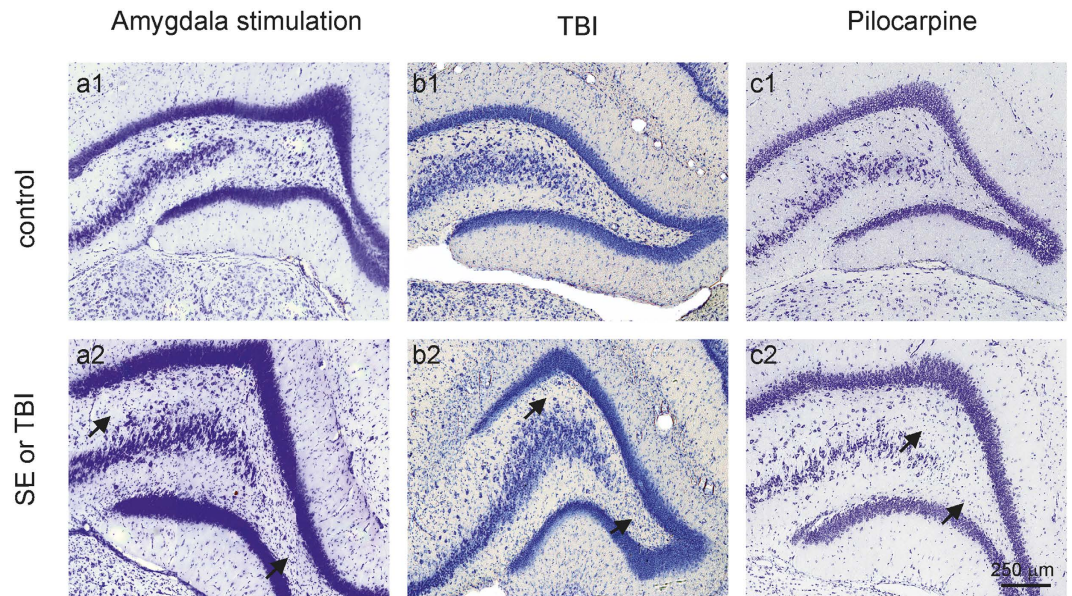 Amygdala stimulation
TBI
Pilocarpine
control
a1
b1
c1
SE or TBI
a2
b2
c2
250 µm